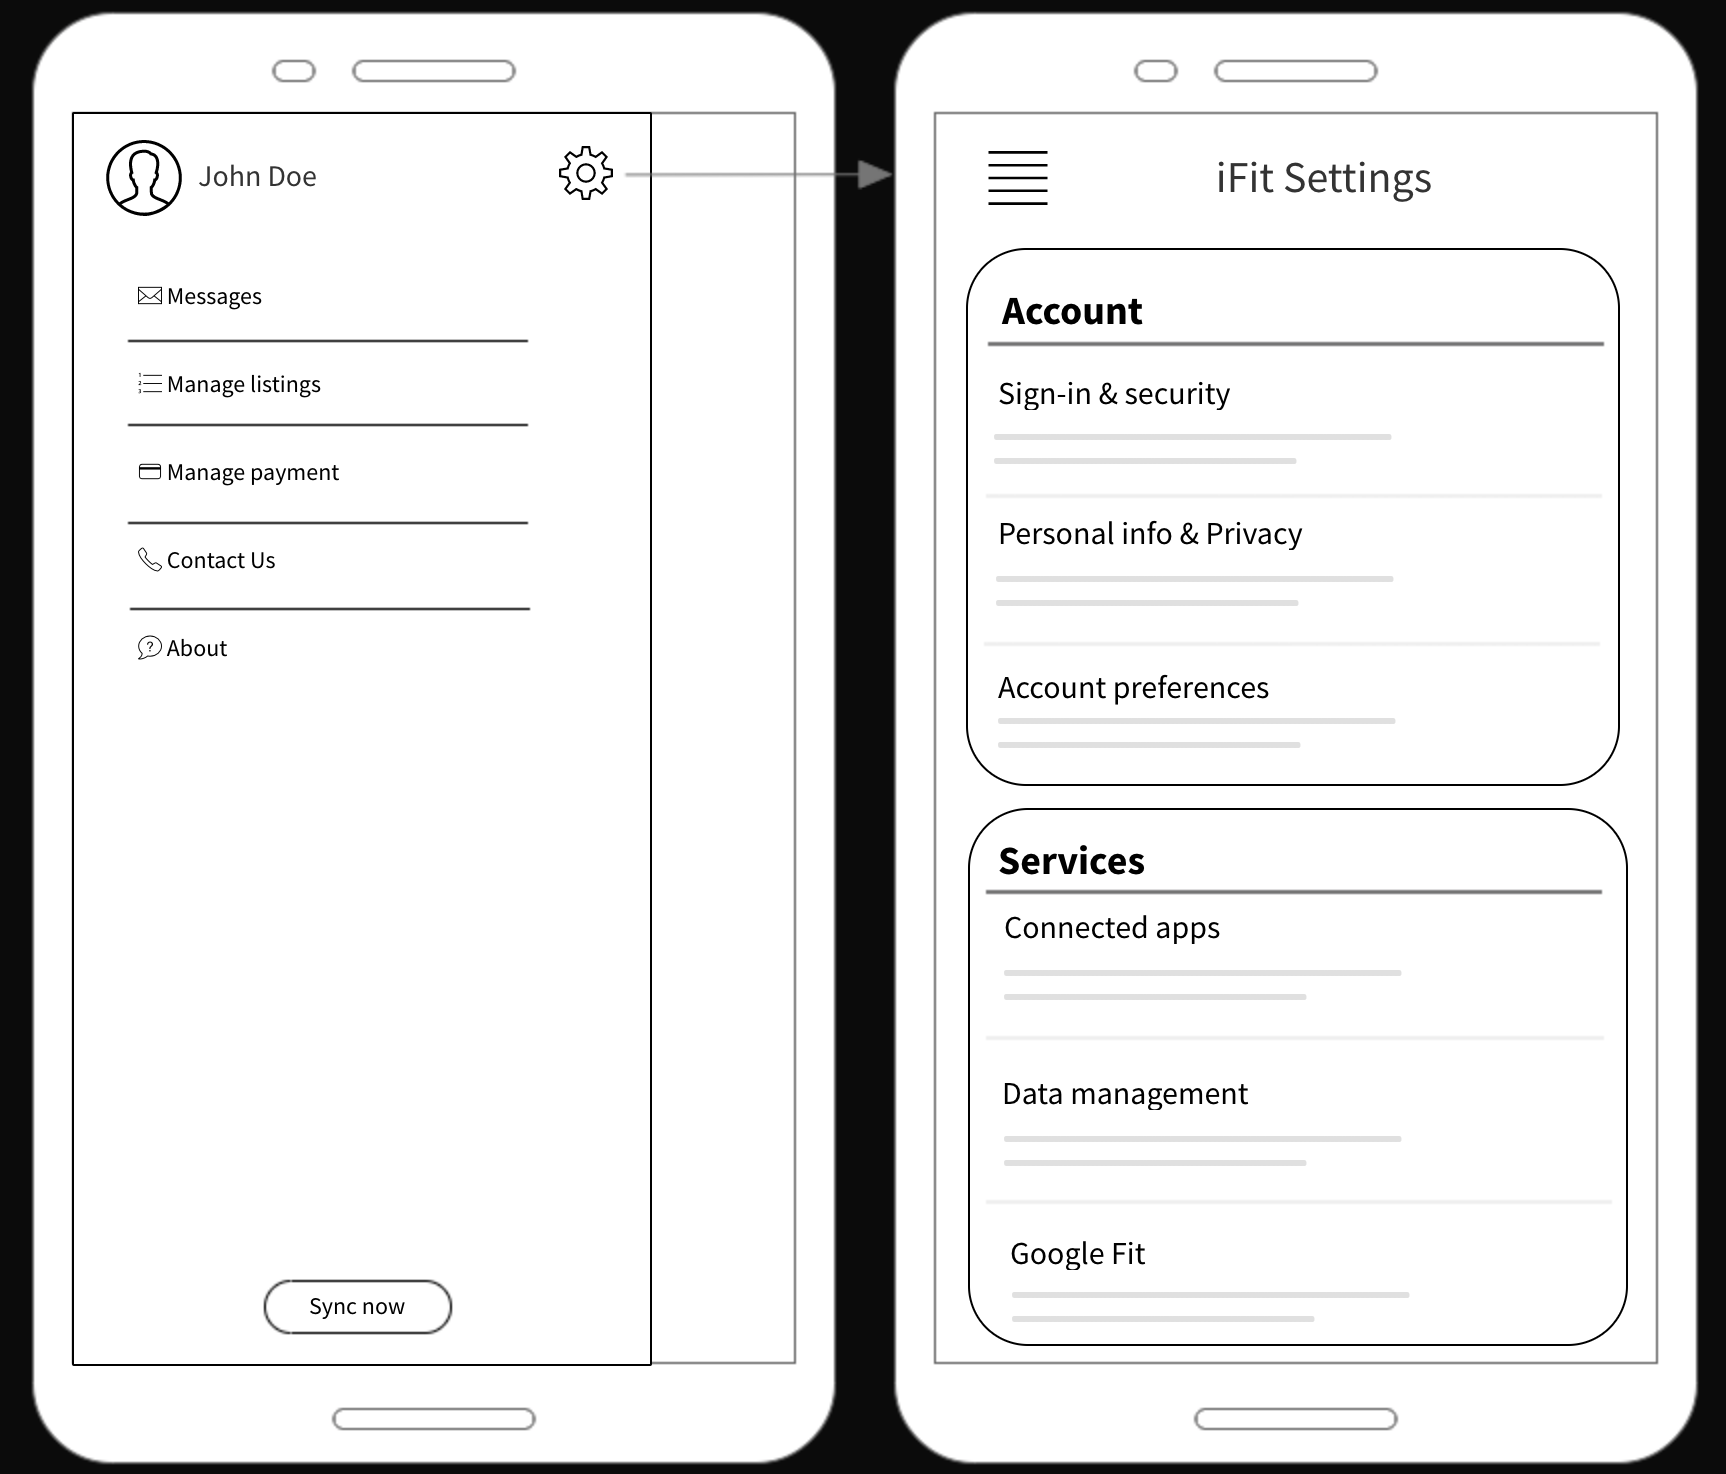 John Doe
Messages
Manage listings
Manage payment
Contact Us
About
Sync now
iFit Settings
Account
Sign-in & security
Personal info & Privacy
Account preferences
Services
Connected apps
Data management
Google Fit